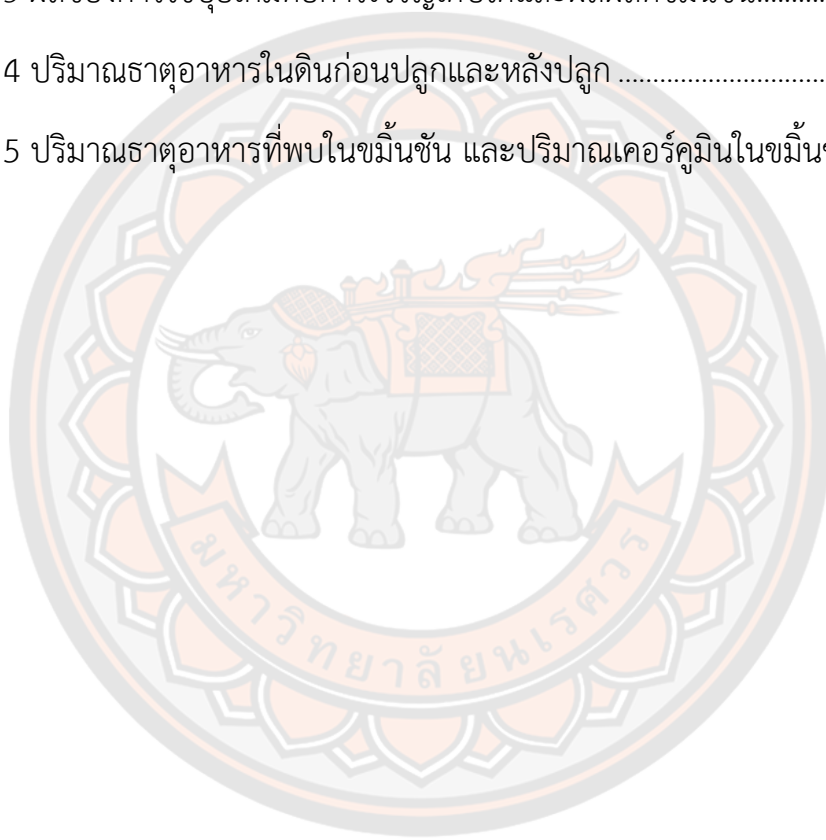 4 ปริมาณธาตุอาหารในดินก่อนปลูกและหลังปลูก ..............................
5 ปริมาณธาตุอาหารที่พบในขมิ้นชัน และปริมาณเคอร์คูมินในขมิ้น
มหาวิทยาลัยนเรศวร